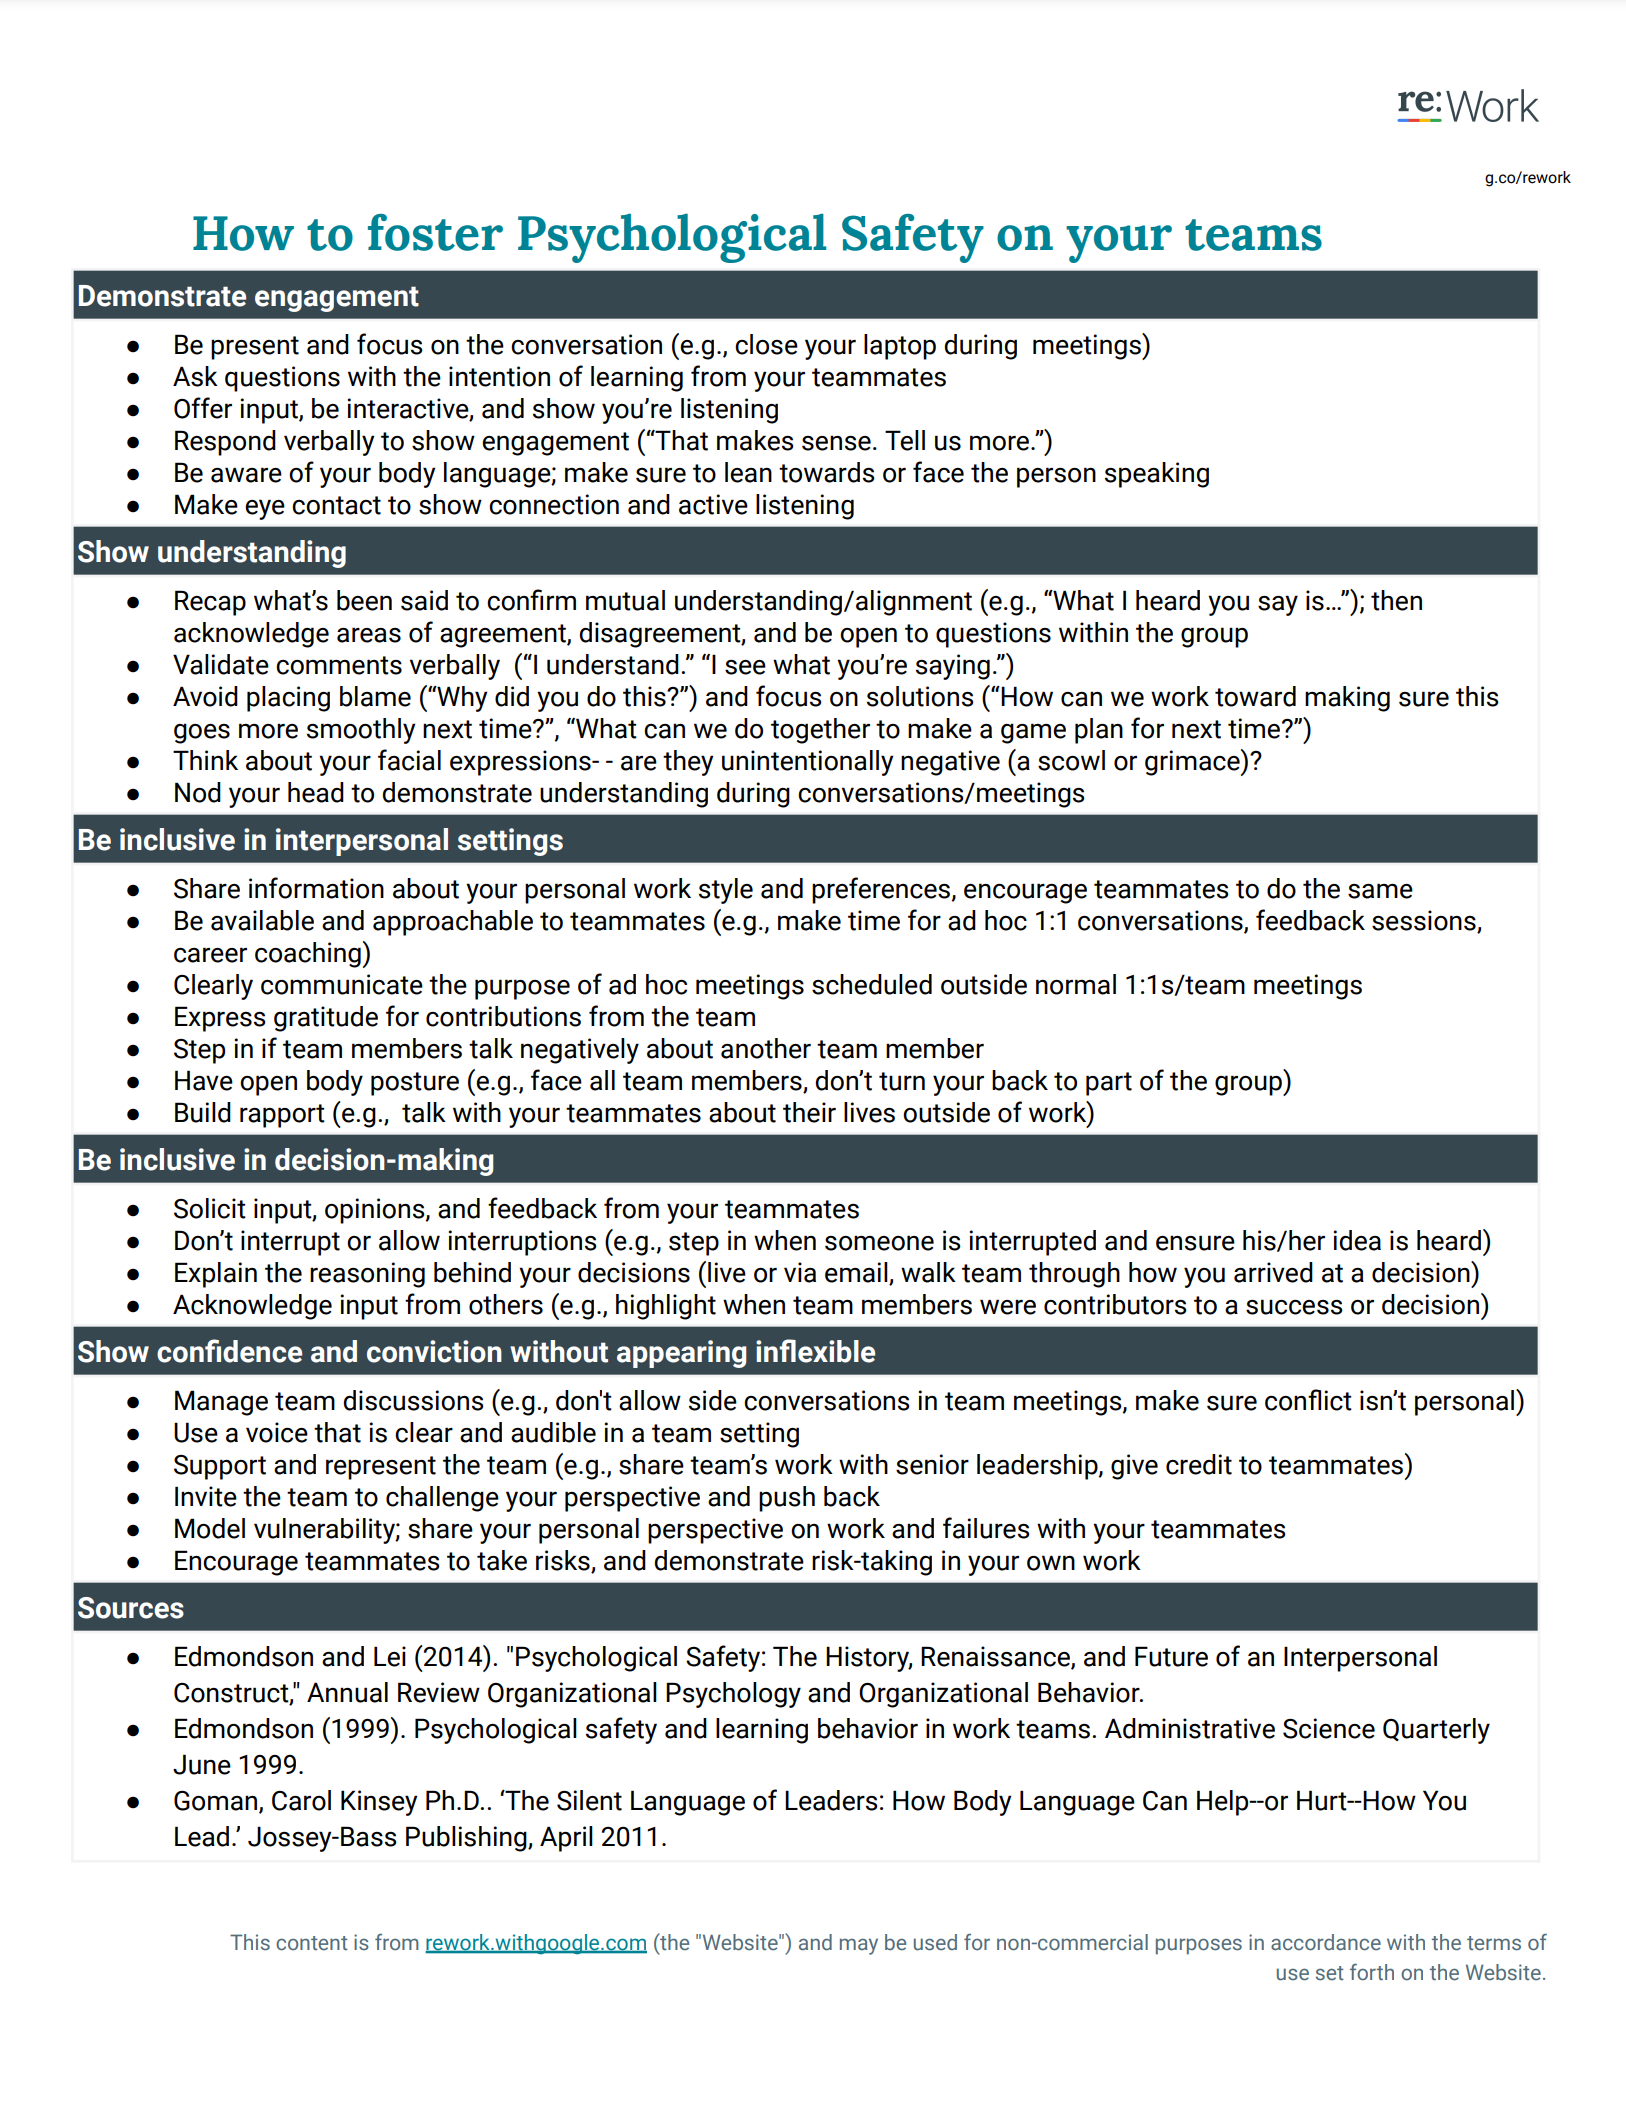 re:Work
g.co/rework
How to foster Psychological Safety on your teams
Demonstrate engagement
● Be present and focus on the conversation (e.g., close your laptop during  meetings)
● Ask questions with the intention of learning from your teammates
● Offer input, be interactive, and show you’re listening
● Respond verbally to show engagement (“That makes sense. Tell us more.”)
● Be aware of your body language; make sure to lean towards or face the person speaking
● Make eye contact to show connection and active listening
Show understanding
● Recap what’s been said to confirm mutual understanding/alignment (e.g., “What I heard you say is…”); then
acknowledge areas of agreement, disagreement, and be open to questions within the group
● Validate comments verbally  (“I understand.” “I see what you’re saying.”)
● Avoid placing blame (“Why did you do this?”) and focus on solutions (“How can we work toward making sure this
goes more smoothly next time?”, “What can we do together to make a game plan for next time?”)
● Think about your facial expressions- - are they unintentionally negative (a scowl or grimace)?
● Nod your head to demonstrate understanding during conversations/meetings
Be inclusive in interpersonal settings
● Share information about your personal work style and preferences, encourage teammates to do the same
● Be available and approachable to teammates (e.g., make time for ad hoc 1:1 conversations, feedback sessions,
career coaching)
● Clearly communicate the purpose of ad hoc meetings scheduled outside normal 1:1s/team meetings
● Express gratitude for contributions from the team
● Step in if team members talk negatively about another team member
● Have open body posture (e.g., face all team members, don’t turn your back to part of the group)
● Build rapport (e.g.,  talk with your teammates about their lives outside of work)
Be inclusive in decision-making
● Solicit input, opinions, and feedback from your teammates
● Don’t interrupt or allow interruptions (e.g., step in when someone is interrupted and ensure his/her idea is heard)
● Explain the reasoning behind your decisions (live or via email, walk team through how you arrived at a decision)
● Acknowledge input from others (e.g., highlight when team members were contributors to a success or decision)
Show confidence and conviction without appearing inflexible
● Manage team discussions (e.g., don't allow side conversations in team meetings, make sure conflict isn’t personal)
● Use a voice that is clear and audible in a team setting
● Support and represent the team (e.g., share team’s work with senior leadership, give credit to teammates)
● Invite the team to challenge your perspective and push back
● Model vulnerability; share your personal perspective on work and failures with your teammates
● Encourage teammates to take risks, and demonstrate risk-taking in your own work
Sources
● Edmondson and Lei (2014). "Psychological Safety: The History, Renaissance, and Future of an Interpersonal
Construct," Annual Review Organizational Psychology and Organizational Behavior.
● Edmondson (1999). Psychological safety and learning behavior in work teams. Administrative Science Quarterly
June 1999.
● Goman, Carol Kinsey Ph.D.. ‘The Silent Language of Leaders: How Body Language Can Help--or Hurt--How You
Lead.’ Jossey-Bass Publishing, April 2011.
This content is from rework.withgoogle.com (the "Website") and may be used for non-commercial purposes in accordance with the terms of
use set forth on the Website.